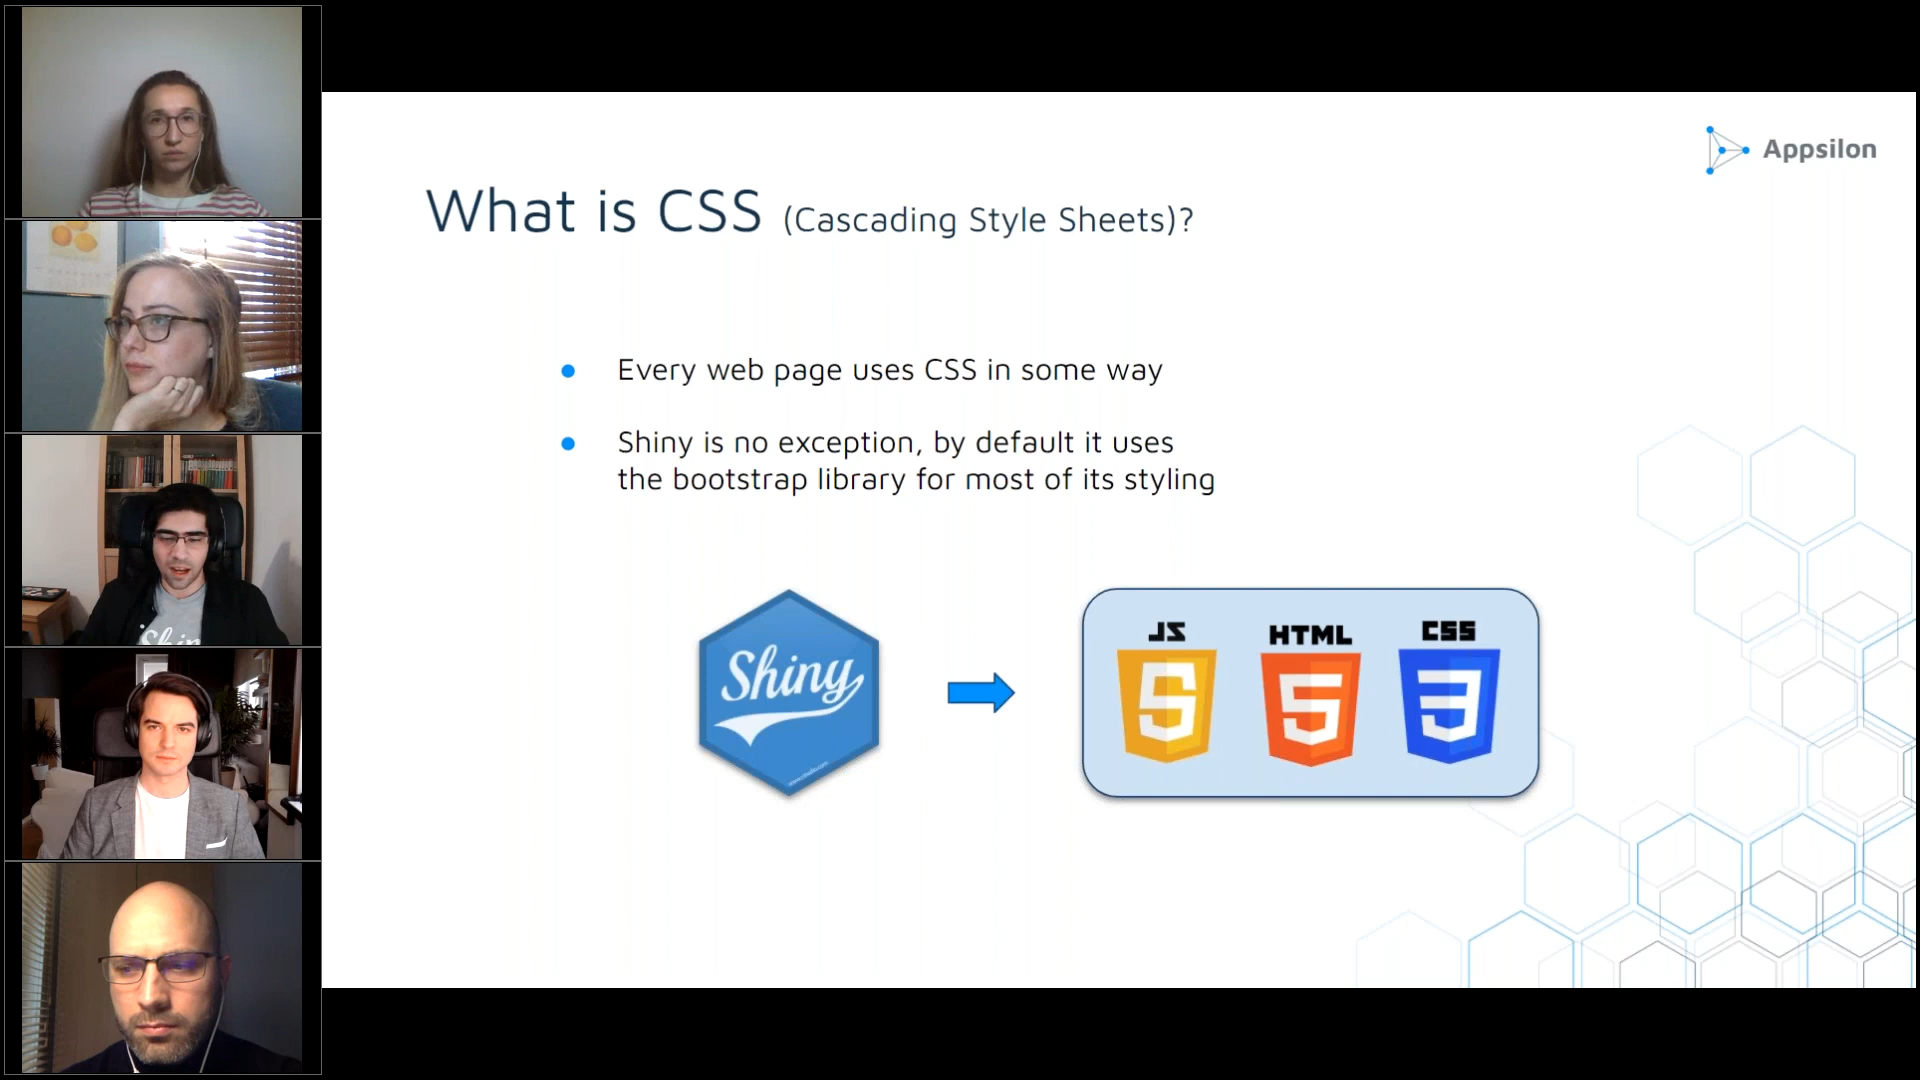 Appsilon
What is CSS (Cascading Style Sheets)?
Every web page uses CSS in some way
Shiny is no exception, by default it uses
the bootstrap library for most of its styling
Shiny
JS
HTML
CSS
Shiny